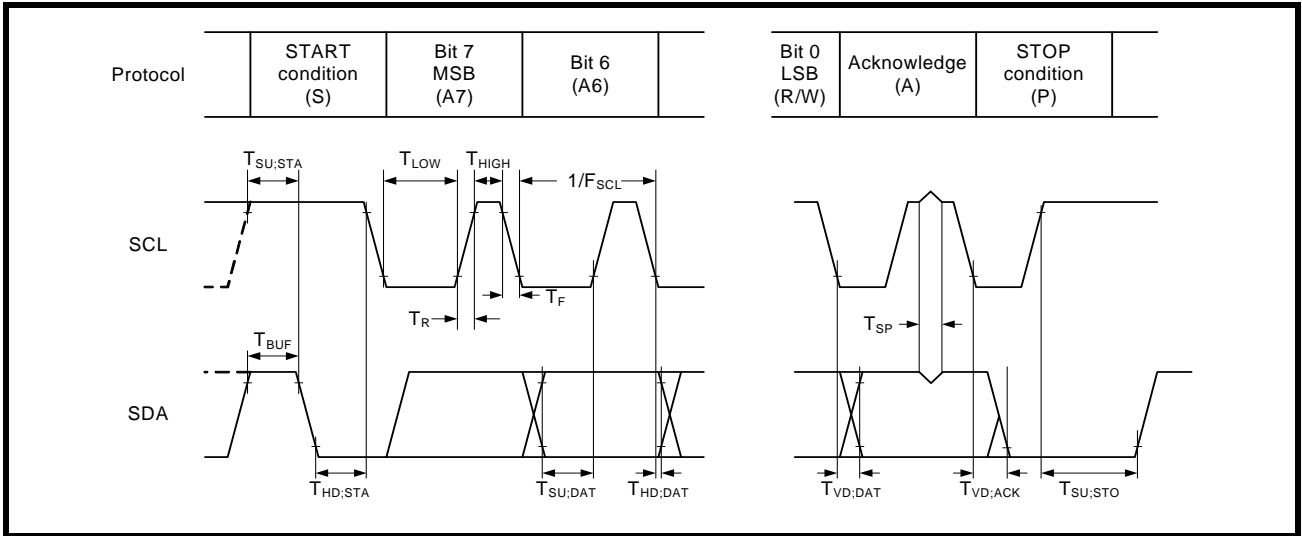 Protocol
START
condition
(S)
Bit 7
MSB
(A7)
Bit 6
(A6)
Bit 0
LSB
(R/W)
Acknowledge
(A)
STOP
condition
(P)
TSU;STA
TLOW
THIGH
1/FSCL
SCL
TF
TR
TSP
TBUF
SDA
THD;STA
TSU;DAT
THD;DAT
TVD;DAT
TVD;ACK
TSU;STO